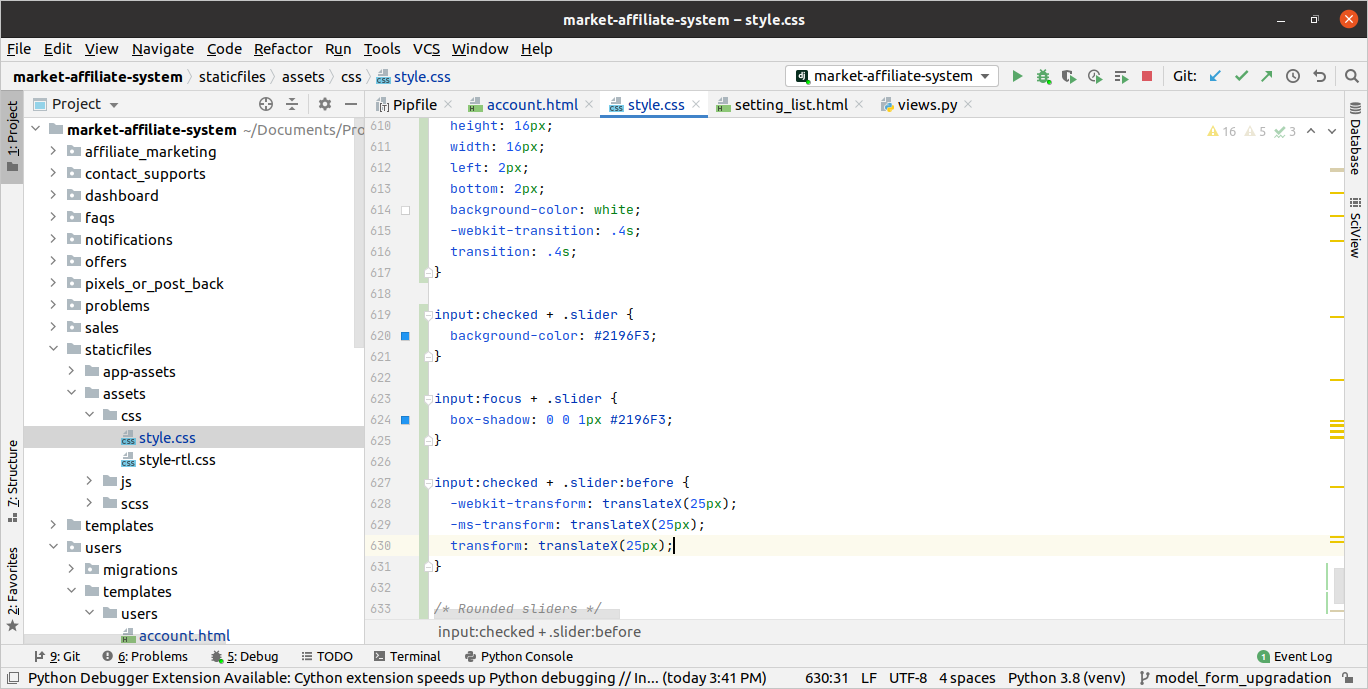 market-affiliate-system – style.css
File Edit View Navigate Code Refactor Run Tools VCS Window Help
market-affiliate-system staticfiles assets css style.css market-affiliate-system Git:
Project Pipfile account.html style.css setting_list.html views.py
1: Project
7: Structure
2: Favorites
market-affiliate-system ~/Documents/Pro
affiliate_marketing
contact_supports
dashboard
faqs
notifications
offers
pixels_or_post_back
problems
sales
staticfiles
app-assets
assets
css
style.css
style-rtl.css
js
scss
templates
users
migrations
templates
users
account.html
16 5 3
610 height: 16px;
611 width: 16px;
612 left: 2px;
613 bottom: 2px;
614 background-color: white;
615 -webkit-transition: .4s;
616 transition: .4s;
617 }
618
619 input:checked + .slider {
620 background-color: #2196F3;
621 }
622
623 input:focus + .slider {
624 box-shadow: 0 0 1px #2196F3;
625 }
626
627 input:checked + .slider:before {
628 -webkit-transform: translateX(25px);
629 -ms-transform: translateX(25px);
630 transform: translateX(25px);
631 }
632
633 /* Rounded sliders */
input:checked + .slider:before
Database
SciView
9: Git 6: Problems 5: Debug TODO Terminal Python Console 1 Event Log
Python Debugger Extension Available: Cython extension speeds up Python debugging // In... (today 3:41 PM) 630:31 LF UTF-8 4 spaces Python 3.8 (venv) model_form_upgradation